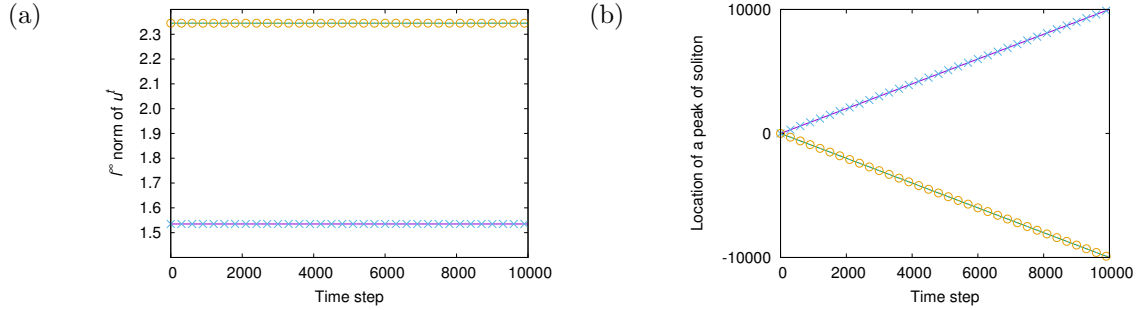 (a)
l∞ norm of uᵗ
2.3
2.2
2.1
2
1.9
1.8
1.7
1.6
1.5
0 2000 4000 6000 8000 10000
Time step
(b)
Location of a peak of soliton
10000
0
-10000
0 2000 4000 6000 8000 10000
Time step